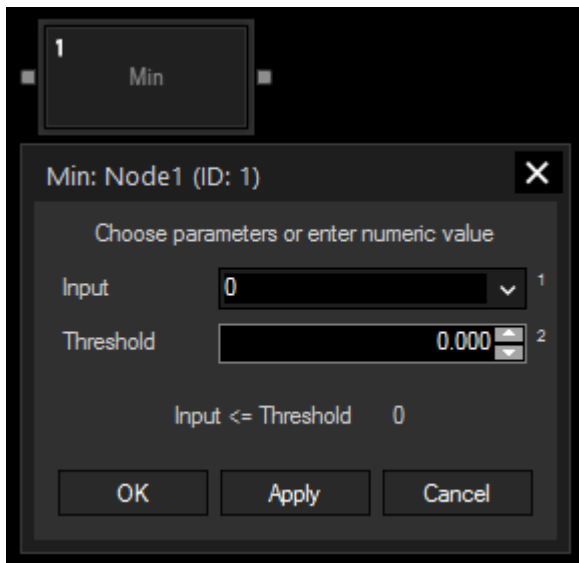 1
Min
Min: Node1 (ID: 1)
Choose parameters or enter numeric value
Input 0 1
Threshold 0.000 2
Input <= Threshold 0
OK Apply Cancel